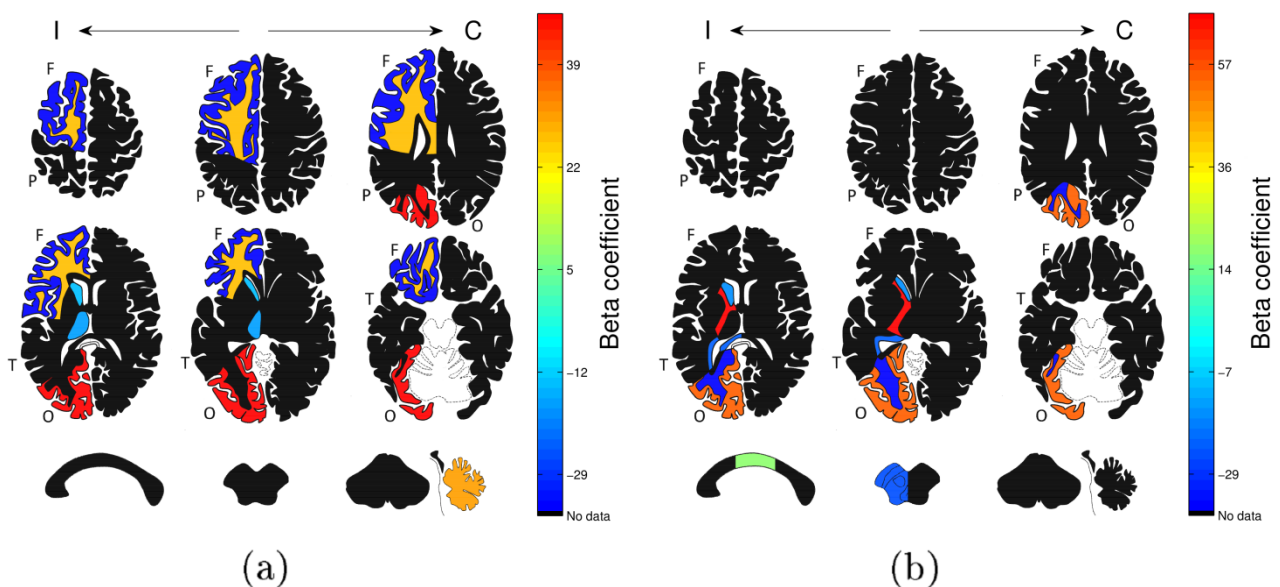 I C
F
F
F
39
22
P
P
P
O
F
F
F
5
Beta coefficient
T
-12
T
T
O
O
O
-29
No data
(a)
I C
F
F
F
57
36
P
P
P
O
F
F
F
14
Beta coefficient
T
-7
T
T
O
O
O
-29
No data
(b)